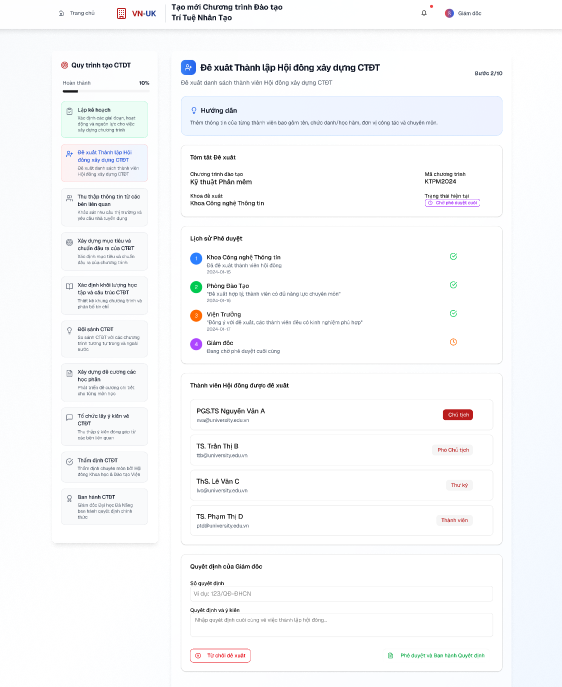 Trang chủ
VN-UK
Tạo mới Chương trình Đào tạo
Trí Tuệ Nhân Tạo
Giám đốc
Quy trình tạo CTĐT
Hoàn thành 10%
Lập kế hoạch
Xác định các giai đoạn, hoạt
động và nguồn lực cho việc
xây dựng chương trình
Đề xuất Thành lập Hội
đồng xây dựng CTĐT
Đề xuất danh sách thành viên
Hội đồng xây dựng CTĐT
Thu thập thông tin từ các
bên liên quan
Khảo sát nhu cầu thị trường và
yêu cầu nhà tuyển dụng
Xây dựng mục tiêu và
chuẩn đầu ra của CTĐT
Xác định mục tiêu và chuẩn
đầu ra của chương trình
Xác định khối lượng học
tập và cấu trúc CTĐT
Thiết kế khung chương trình và
phân bổ tín chỉ
Đối sánh CTĐT
So sánh CTĐT với các chương
trình tương tự trong và ngoài
nước
Xây dựng đề cương các
học phần
Phát triển đề cương chi tiết
cho từng môn học
Tổ chức lấy ý kiến về
CTĐT
Thu thập ý kiến đóng góp từ
các bên liên quan
Thẩm định CTĐT
Thẩm định chuyên môn bởi Hội
đồng Khoa học & Đào tạo Viện
Ban hành CTĐT
Giám đốc Đại học Đà Nẵng
ban hành Quyết định chính
thức
Đề xuất Thành lập Hội đồng xây dựng CTĐT
Bước 2/10
Đề xuất danh sách thành viên Hội đồng xây dựng CTĐT
Hướng dẫn
Thêm thông tin của từng thành viên bao gồm tên, chức danh/học hàm, đơn vị công tác và chuyên môn.
Tóm tắt Đề xuất
Chương trình đào tạo
Kỹ thuật Phần mềm
Mã chương trình
KTPM2024
Khoa đề xuất
Khoa Công nghệ Thông tin
Trạng thái hiện tại
Chờ phê duyệt cuối
Lịch sử Phê duyệt
1 Khoa Công nghệ Thông tin
Đã đề xuất thành viên hội đồng
2024-01-15
2 Phòng Đào Tạo
"Đề xuất hợp lý, thành viên có đủ năng lực chuyên môn"
2024-01-16
3 Viện Trưởng
"Đồng ý với đề xuất, các thành viên đều có kinh nghiệm phù hợp"
2024-01-17
4 Giám đốc
Đang chờ phê duyệt cuối cùng
Thành viên Hội đồng được đề xuất
PGS.TS Nguyễn Văn A
nva@university.edu.vn
Chủ tịch
TS. Trần Thị B
ttb@university.edu.vn
Phó Chủ tịch
ThS. Lê Văn C
lvc@university.edu.vn
Thư ký
TS. Phạm Thị D
ptd@university.edu.vn
Thành viên
Quyết định của Giám đốc
Số quyết định
Ví dụ: 123/QĐ-ĐHCN
Quyết định và ý kiến
Nhập quyết định cuối cùng về việc thành lập hội đồng...
Từ chối đề xuất
Phê duyệt và Ban hành Quyết định